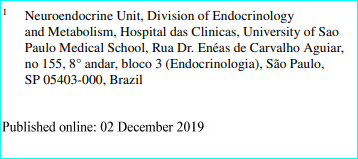 1 Neuroendocrine Unit, Division of Endocrinology
and Metabolism, Hospital das Clinicas, University of Sao
Paulo Medical School, Rua Dr. Enéas de Carvalho Aguiar,
no 155, 8° andar, bloco 3 (Endocrinologia), São Paulo,
SP 05403-000, Brazil
Published online: 02 December 2019